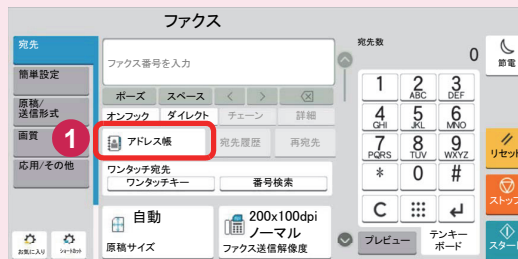 ファクス
宛先
簡単設定
原稿/
送信形式
画質
応用/その他
お気に入り
ショートカット
1
ファクス番号を入力
ポーズ スペース < >
オンフック ダイレクト チェーン 詳細
アドレス帳 宛先履歴 再宛先
ワンタッチ宛先
ワンタッチキー 番号検索
自動
原稿サイズ
200x100dpi
ノーマル
ファクス送信解像度
宛先数
0
1 2 ABC 3 DEF
4 GHI 5 JKL 6 MNO
7 PQRS 8 TUV 9 WXYZ
* 0 #
C
プレビュー
テンキー
ボード
節電
リセット
ストップ
スタート